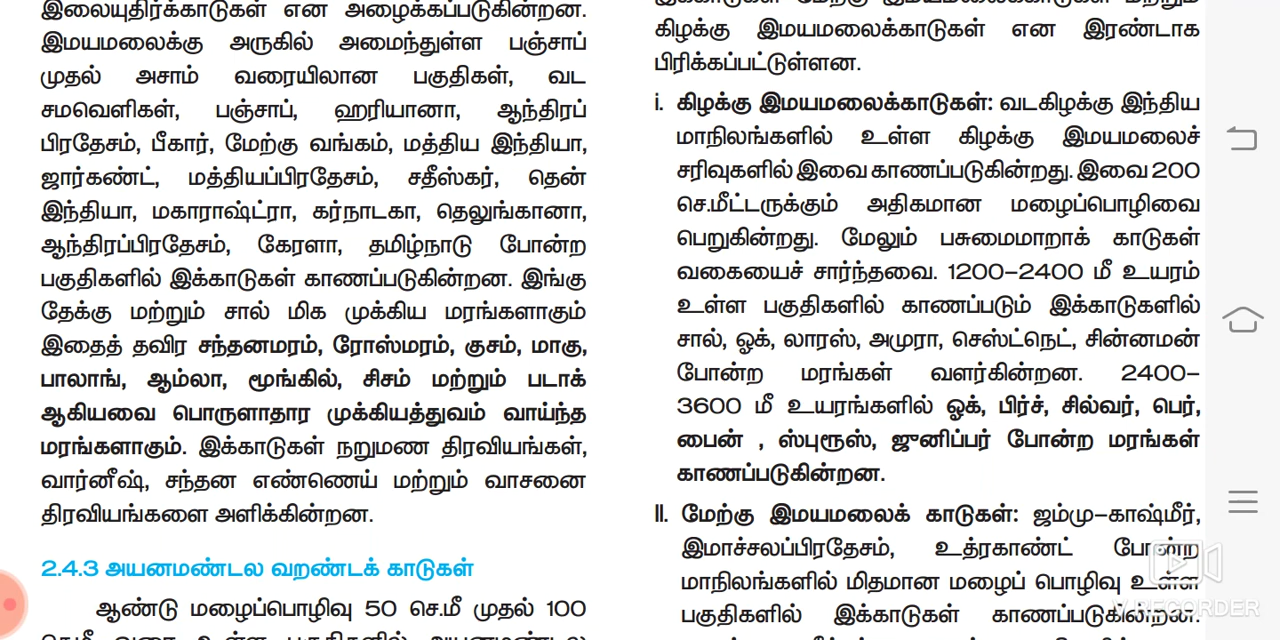 இலையுதிர்க்காடுகள் என அழைக்கப்படுகின்றன.
இமயமலைக்கு அருகில் அமைந்துள்ள பஞ்சாப்
முதல் அசாம் வரையிலான பகுதிகள், வட
சமவெளிகள், பஞ்சாப், ஹரியானா, ஆந்திரப்
பிரதேசம், பீகார், மேற்கு வங்கம், மத்திய இந்தியா,
ஜார்கண்ட், மத்தியப்பிரதேசம், சதீஸ்கர், தென்
இந்தியா, மகாராஷ்ட்ரா, கர்நாடகா, தெலுங்கானா,
ஆந்திரப்பிரதேசம், கேரளா, தமிழ்நாடு போன்ற
பகுதிகளில் இக்காடுகள் காணப்படுகின்றன. இங்கு
தேக்கு மற்றும் சால் மிக முக்கிய மரங்களாகும்
இதைத் தவிர சந்தனமரம், ரோஸ்மரம், குசம், மாகு,
பாலாங், ஆம்லா, மூங்கில், சிசம் மற்றும் படாக்
ஆகியவை பொருளாதார முக்கியத்துவம் வாய்ந்த
மரங்களாகும். இக்காடுகள் நறுமண திரவியங்கள்,
வார்னீஷ், சந்தன எண்ணெய் மற்றும் வாசனை
திரவியங்களை அளிக்கின்றன.
2.4.3 அயனமண்டல வறண்டக் காடுகள்
ஆண்டு மழைப்பொழிவு 50 செ.மீ முதல் 100
இக்காடுகள் மேற்கு இமயமலைக்காடுகள் மற்றும்
கிழக்கு இமயமலைக்காடுகள் என இரண்டாக
பிரிக்கப்பட்டுள்ளன.
i. கிழக்கு இமயமலைக்காடுகள்: வடகிழக்கு இந்திய
மாநிலங்களில் உள்ள கிழக்கு இமயமலைச்
சரிவுகளில் இவை காணப்படுகின்றது. இவை 200
செ.மீட்டருக்கும் அதிகமான மழைப்பொழிவை
பெறுகின்றது. மேலும் பசுமைமாறாக் காடுகள்
வகையைச் சார்ந்தவை. 1200–2400 மீ உயரம்
உள்ள பகுதிகளில் காணப்படும் இக்காடுகளில்
சால், ஓக், லாரஸ், அமுரா, செஸ்ட்நெட், சின்னமன்
போன்ற மரங்கள் வளர்கின்றன. 2400–
3600 மீ உயரங்களில் ஓக், பிர்ச், சில்வர், பெர்,
பைன் , ஸ்புரூஸ், ஜுனிப்பர் போன்ற மரங்கள்
காணப்படுகின்றன.
II. மேற்கு இமயமலைக் காடுகள்: ஜம்மு–காஷ்மீர்,
இமாச்சலப்பிரதேசம், உத்ரகாண்ட் போன்ற
மாநிலங்களில் மிதமான மழைப் பொழிவு உள்ள
பகுதிகளில் இக்காடுகள் காணப்படுகின்றன.
V RECORDER